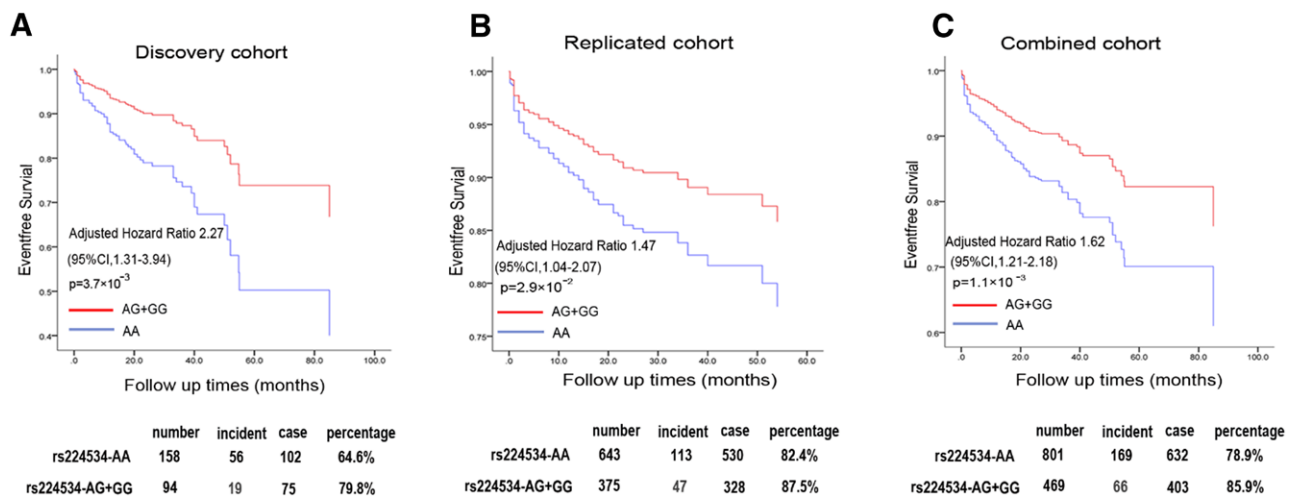 A
Discovery cohort
Eventfree Survial
1.0
0.9
0.8
0.7
0.6
0.5
0.4
Adjusted Hozard Ratio 2.27
(95%CI,1.31-3.94)
p=3.7×10⁻³
AG+GG
AA
.0 20.0 40.0 60.0 80.0 100.0
Follow up times (months)
number incident case percentage
rs224534-AA 158 56 102 64.6%
rs224534-AG+GG 94 19 75 79.8%
B
Replicated cohort
Eventfree Survial
1.00
0.95
0.90
0.85
0.80
0.75
Adjusted Hozard Ratio 1.47
(95%CI,1.04-2.07)
p=2.9×10⁻²
AG+GG
AA
.0 10.0 20.0 30.0 40.0 50.0 60.0
Follow up times (months)
number incident case percentage
rs224534-AA 643 113 530 82.4%
rs224534-AG+GG 375 47 328 87.5%
C
Combined cohort
Eventfree Survial
1.0
0.9
0.8
0.7
0.6
Adjusted Hozard Ratio 1.62
(95%CI,1.21-2.18)
p=1.1×10⁻³
AG+GG
AA
.0 20.0 40.0 60.0 80.0 100.0
Follow up times (months)
number incident case percentage
rs224534-AA 801 169 632 78.9%
rs224534-AG+GG 469 66 403 85.9%